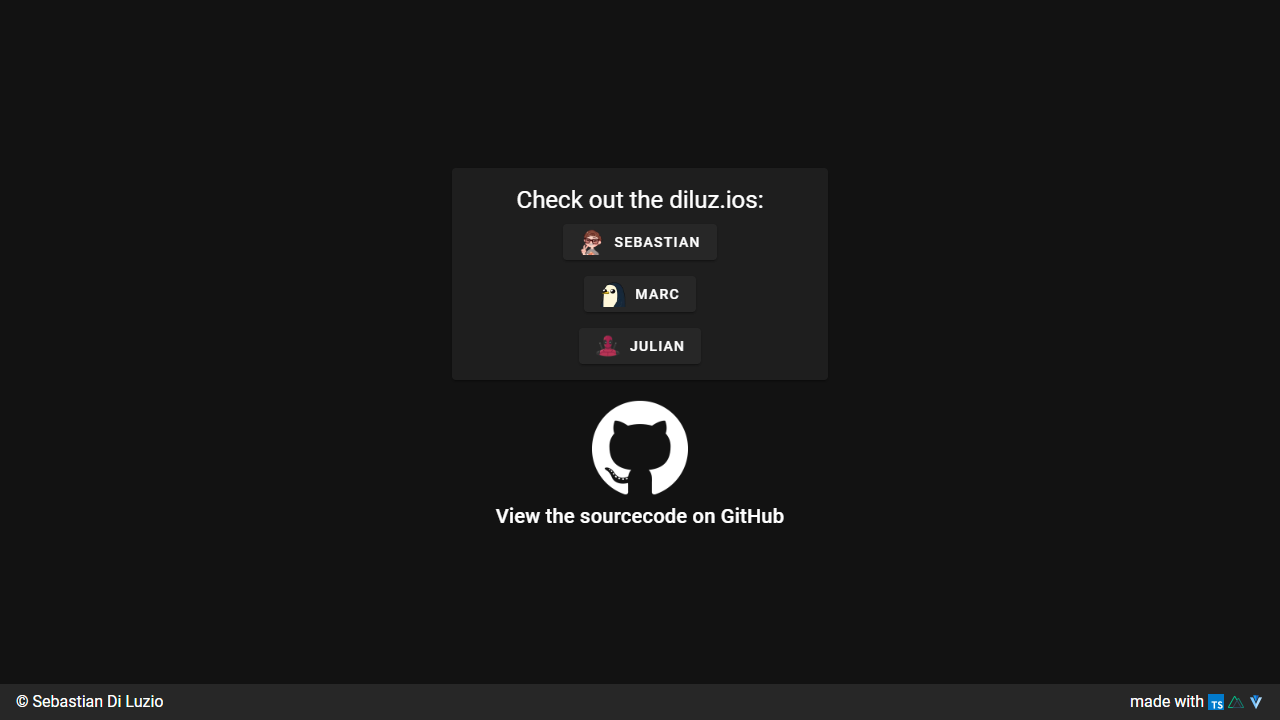 Check out the diluz.ios:
SEBASTIAN
MARC
JULIAN
View the sourcecode on GitHub
© Sebastian Di Luzio
made with TS